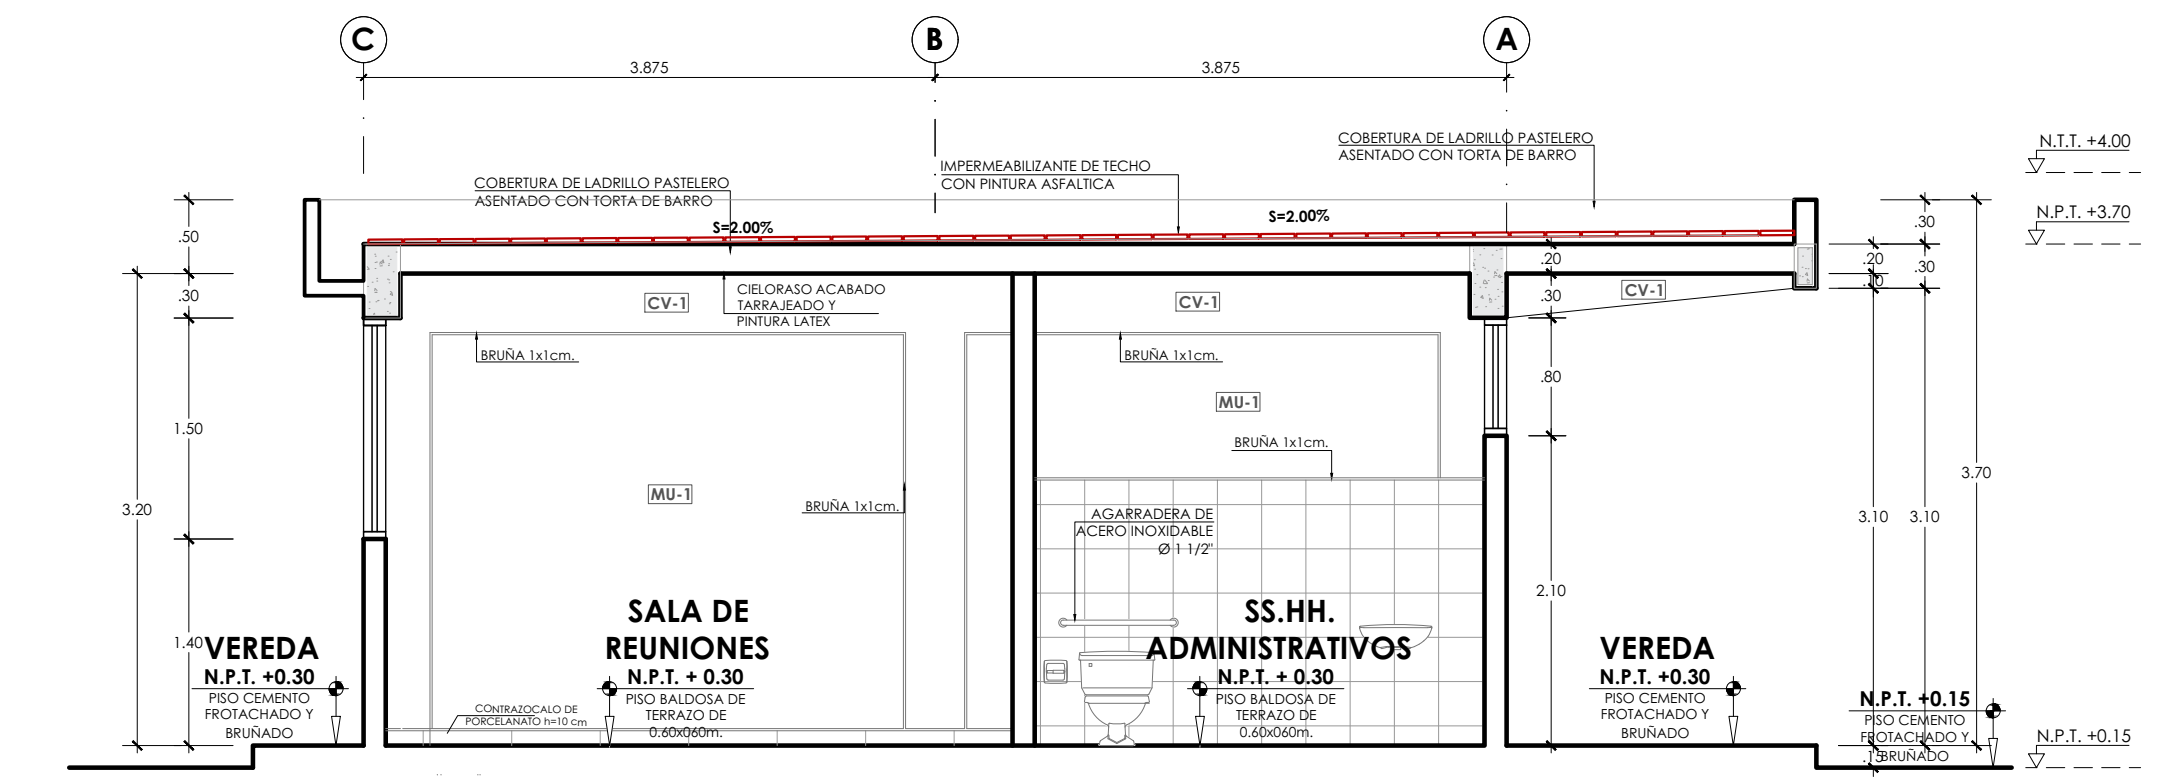 C
B
A
3.875
3.875
COBERTURA DE LADRILLO PASTELERO
ASENTADO CON TORTA DE BARRO
N.T.T. +4.00
IMPERMEABILIZANTE DE TECHO
CON PINTURA ASFALTICA
COBERTURA DE LADRILLO PASTELERO
ASENTADO CON TORTA DE BARRO
N.P.T. +3.70
S=2.00%
S=2.00%
.50
.30
.20
.20
.30
.10
CIELORASO ACABADO
TARRAJEADO Y
PINTURA LATEX
CV-1
CV-1
CV-1
.30
.30
BRUÑA 1x1cm.
BRUÑA 1x1cm.
.80
MU-1
1.50
BRUÑA 1x1cm.
3.70
MU-1
BRUÑA 1x1cm.
3.20
AGARRADERA DE
ACERO INOXIDABLE
Ø 1 1/2"
3.10
3.10
2.10
1.40
VEREDA
N.P.T. +0.30
PISO CEMENTO
FROTACHADO Y
BRUÑADO
SALA DE
REUNIONES
N.P.T. + 0.30
PISO BALDOSA DE
TERRAZO DE
0.60x060m.
CONTRAZOCALO DE
PORCELANATO h=10 cm
SS.HH.
ADMINISTRATIVOS
N.P.T. + 0.30
PISO BALDOSA DE
TERRAZO DE
0.60x060m.
VEREDA
N.P.T. +0.30
PISO CEMENTO
FROTACHADO Y
BRUÑADO
N.P.T. +0.15
PISO CEMENTO
FROTACHADO Y
BRUÑADO
.15
N.P.T. +0.15